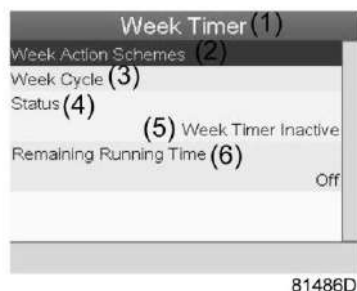 Week Timer (1)
Week Action Schemes (2)
Week Cycle (3)
Status (4)
(5) Week Timer Inactive
Remaining Running Time (6)
Off
81486D